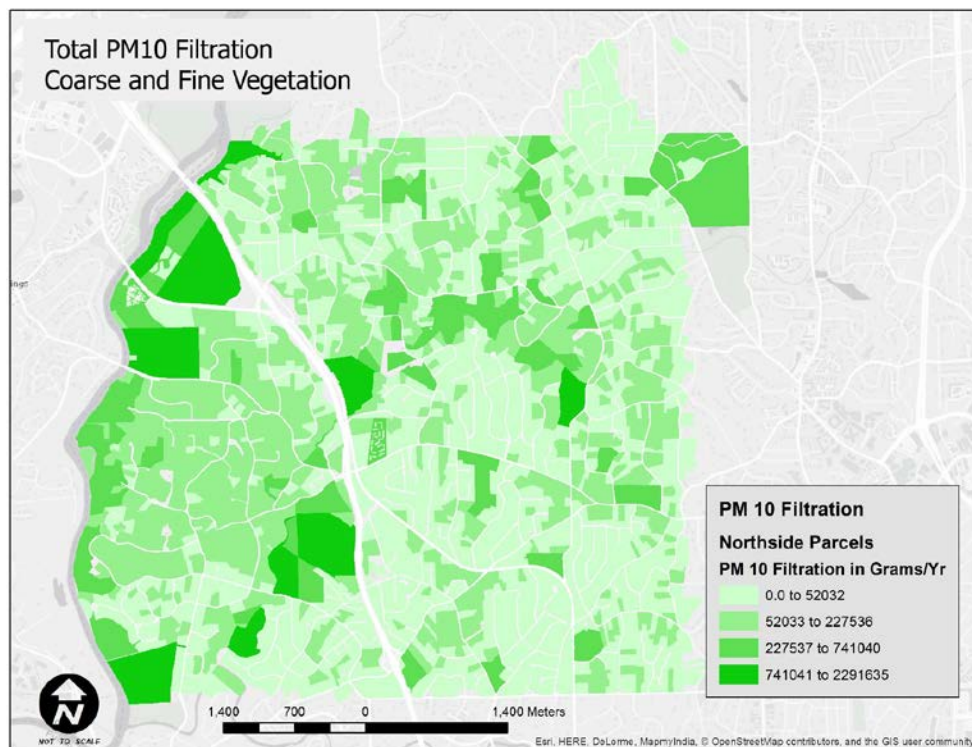 Total PM10 Filtration
Coarse and Fine Vegetation
PM 10 Filtration
Northside Parcels
PM 10 Filtration in Grams/Yr
0.0 to 52032
52033 to 227536
227537 to 741040
741041 to 2291635
N
NOT TO SCALE
1,400 700 0 1,400 Meters
Esri, HERE, DeLorme, MapmyIndia, © OpenStreetMap contributors, and the GIS user community